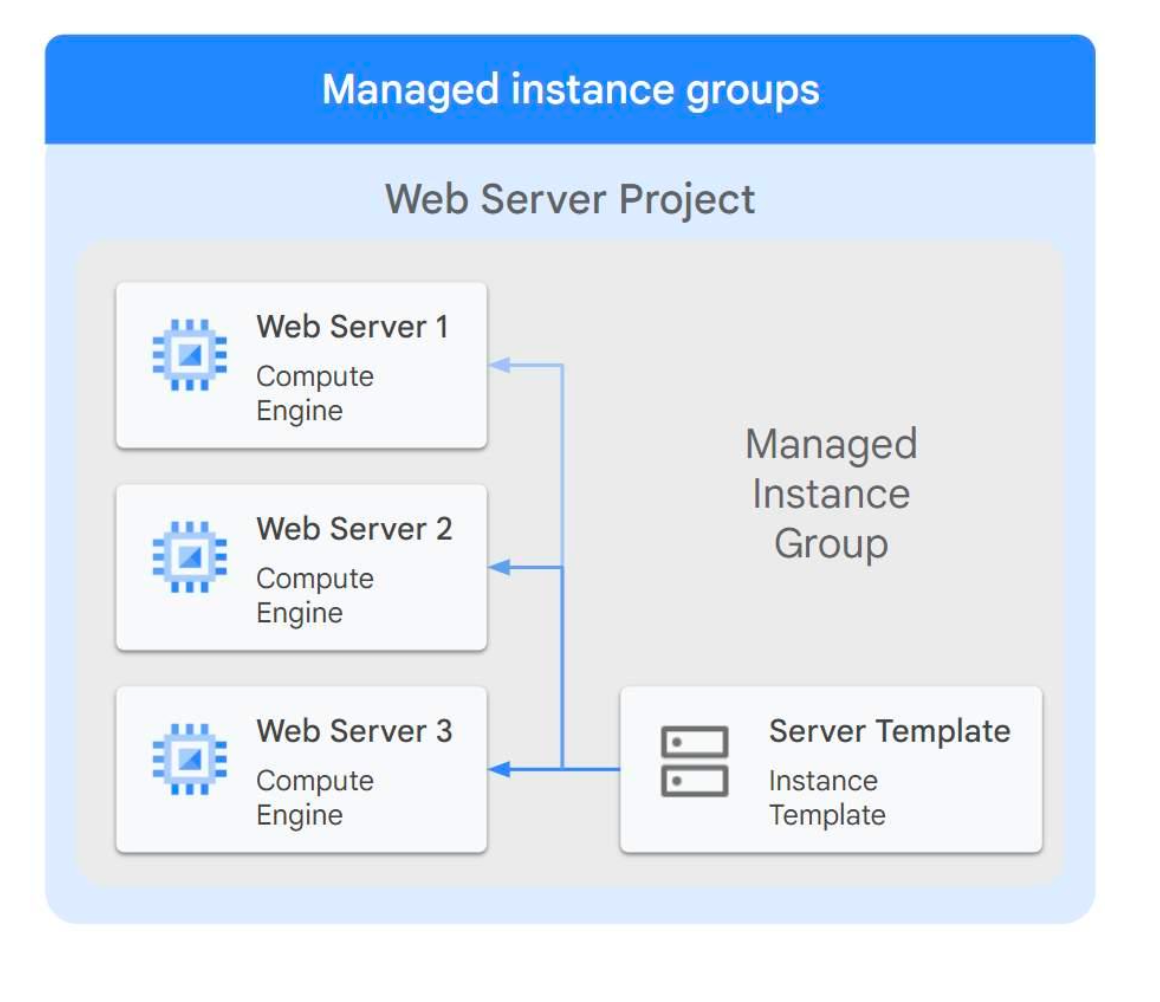 Managed instance groups
Web Server Project
Web Server 1
Compute
Engine
Web Server 2
Compute
Engine
Web Server 3
Compute
Engine
Managed
Instance
Group
Server Template
Instance
Template